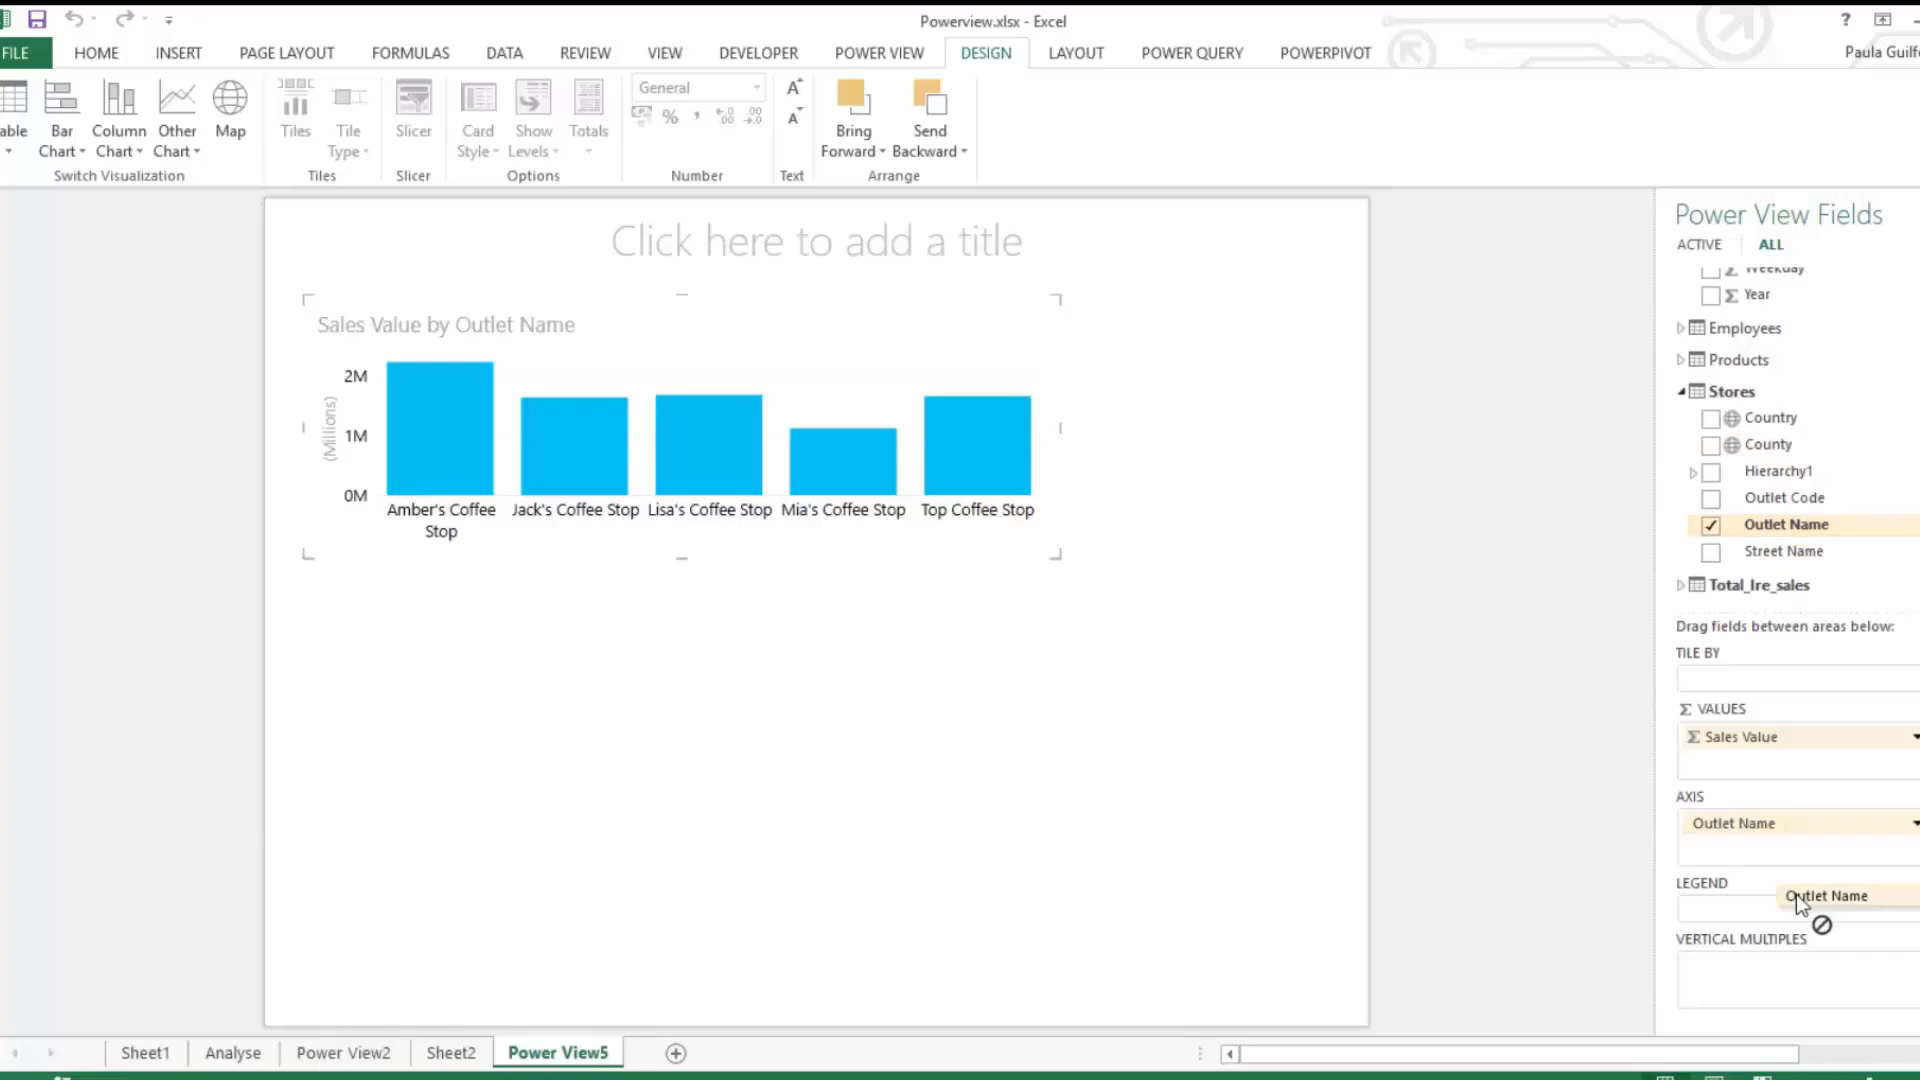 Powerview.xlsx - Excel
?
FILE HOME INSERT PAGE LAYOUT FORMULAS DATA REVIEW VIEW DEVELOPER POWER VIEW DESIGN LAYOUT POWER QUERY POWERPIVOT
Paula Guilf
able Bar Column Other Map Tiles Tile Slicer Card Show Totals Bring Send
Chart Chart Chart Type Style Levels Forward Backward
General
% ,
Switch Visualization Tiles Slicer Options Number Text Arrange
Click here to add a title
Sales Value by Outlet Name
(Millions)
2M
1M
0M
Amber's Coffee Stop
Jack's Coffee Stop
Lisa's Coffee Stop
Mia's Coffee Stop
Top Coffee Stop
Power View Fields
ACTIVE ALL
Weekday
Σ Year
Employees
Products
Stores
Country
County
Hierarchy1
Outlet Code
Outlet Name
Street Name
Total_Ire_sales
Drag fields between areas below:
TILE BY
Σ VALUES
Σ Sales Value
AXIS
Outlet Name
LEGEND
Outlet Name
VERTICAL MULTIPLES
Sheet1 Analyse Power View2 Sheet2 Power View5